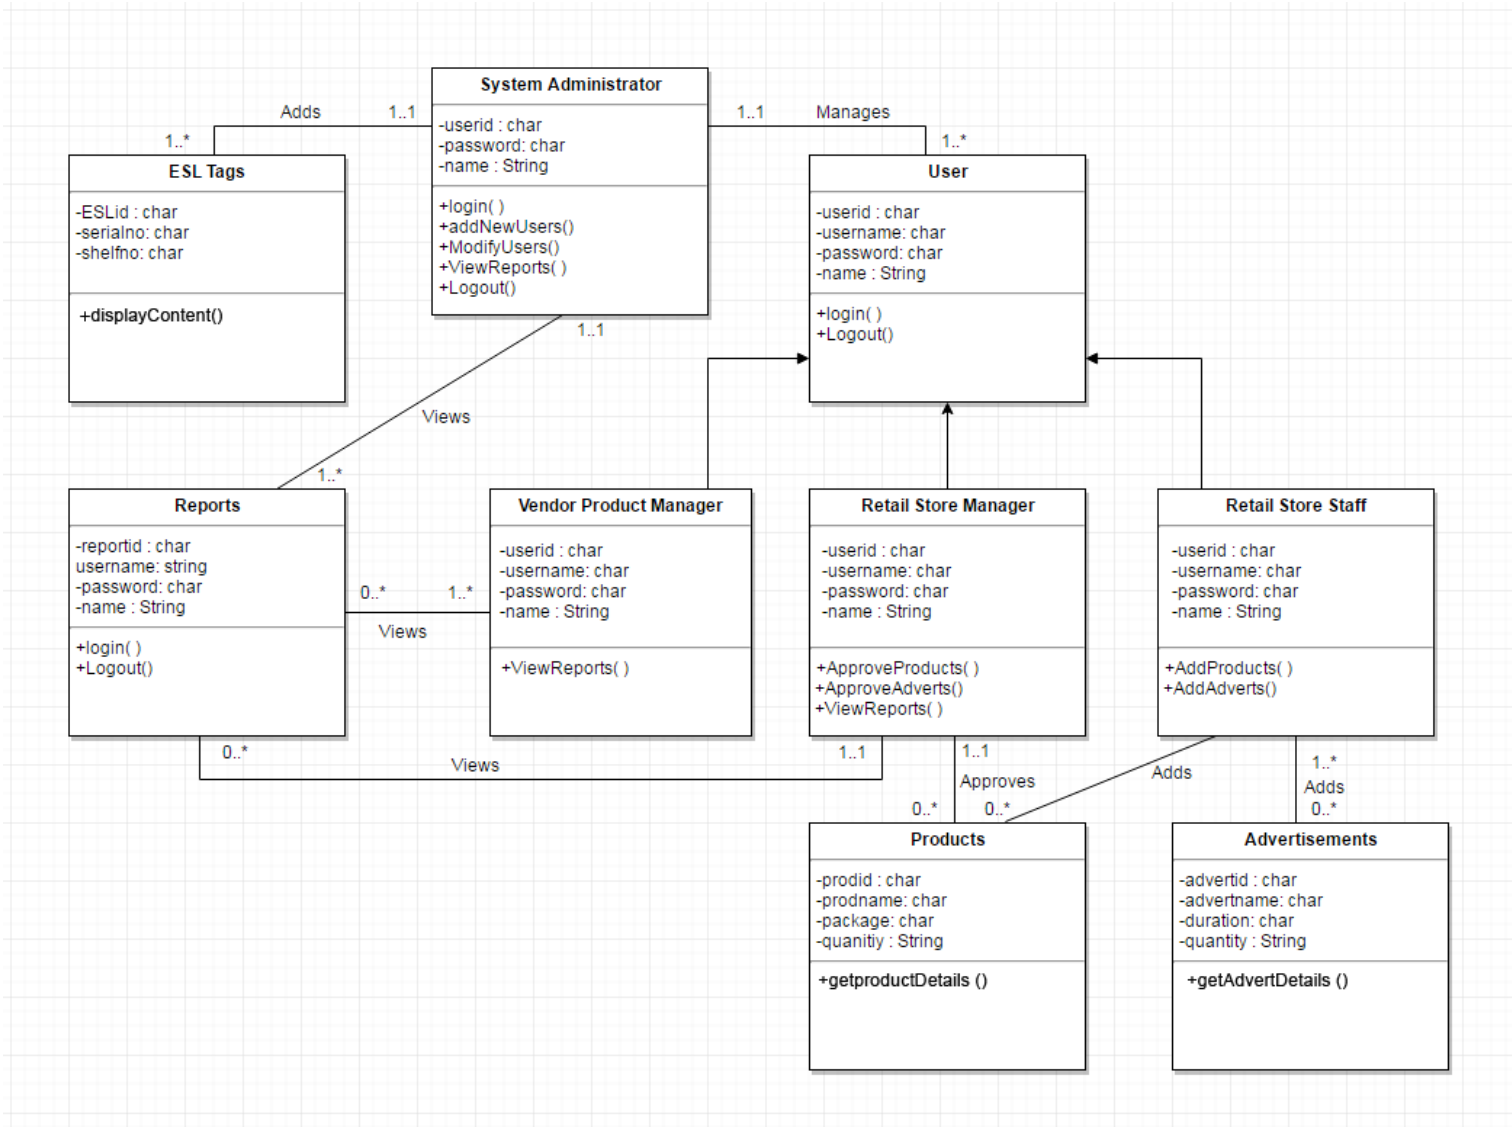 System Administrator
-userid : char
-password: char
-name : String
+login( )
+addNewUsers()
+ModifyUsers()
+ViewReports( )
+Logout()
Adds
1..1
1..*
1..1
Manages
1..*
ESL Tags
-ESLid : char
-serialno: char
-shelfno: char
+displayContent()
User
-userid : char
-username: char
-password: char
-name : String
+login( )
+Logout()
1..1
Views
1..*
Reports
-reportid : char
username: string
-password: char
-name : String
+login( )
+Logout()
0..*
1..*
Views
Vendor Product Manager
-userid : char
-username: char
-password: char
-name : String
+ViewReports( )
Retail Store Manager
-userid : char
-username: char
-password: char
-name : String
+ApproveProducts( )
+ApproveAdverts()
+ViewReports( )
Retail Store Staff
-userid : char
-username: char
-password: char
-name : String
+AddProducts( )
+AddAdverts()
0..*
Views
1..1
1..1
Approves
0..*
0..*
Adds
1..*
Adds
0..*
Products
-prodid : char
-prodname: char
-package: char
-quanitiy : String
+getproductDetails ()
Advertisements
-advertid : char
-advertname: char
-duration: char
-quantity : String
+getAdvertDetails ()